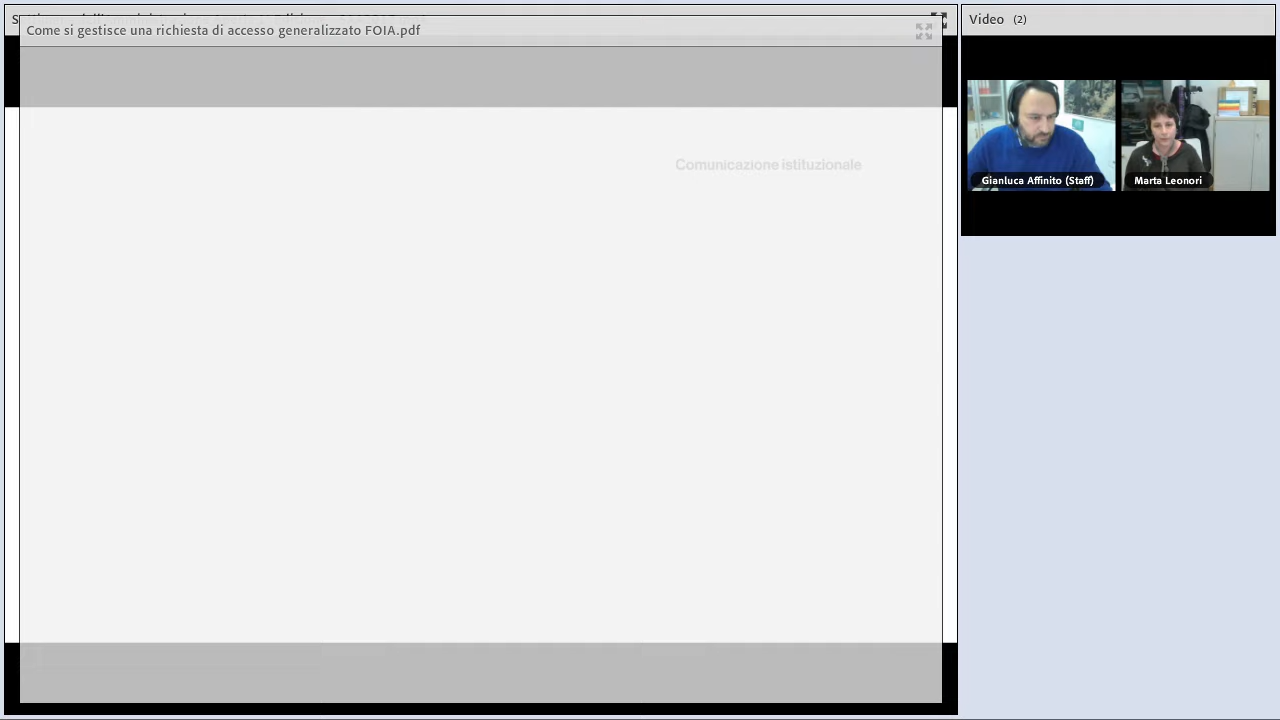 Come si gestisce una richiesta di accesso generalizzato FOIA.pdf
Comunicazione istituzionale
Video (2)
Gianluca Affinito (Staff)
Marta Leonori